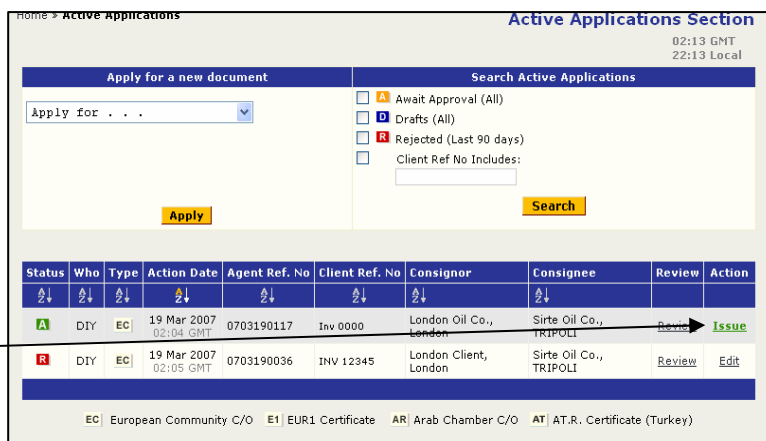 Home » Active Applications
Active Applications Section
02:13 GMT
22:13 Local
Apply for a new document
Search Active Applications
Apply for . . .
A Await Approval (All)
D Drafts (All)
R Rejected (Last 90 days)
Client Ref No Includes:
Apply
Search
Status Who Type Action Date Agent Ref. No Client Ref. No Consignor Consignee Review Action
A DIY EC 19 Mar 2007 0703190117 Inv 0000 London Oil Co., Sirte Oil Co., Review Issue
02:04 GMT London TRIPOLI
R DIY EC 19 Mar 2007 0703190036 INV 12345 London Client, Sirte Oil Co., Review Edit
02:05 GMT London TRIPOLI
EC European Community C/O E1 EUR1 Certificate AR Arab Chamber C/O AT AT.R. Certificate (Turkey)